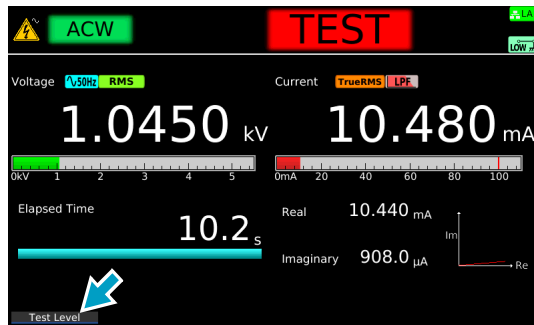 ACW
TEST
LA
LOW
Voltage 50Hz RMS
Current TrueRMS LPF
1.0450 kV
10.480 mA
0kV 1 2 3 4 5
0mA 20 40 60 80 100
Elapsed Time
10.2 s
Real 10.440 mA
Imaginary 908.0 µA
Im
Re
Test Level